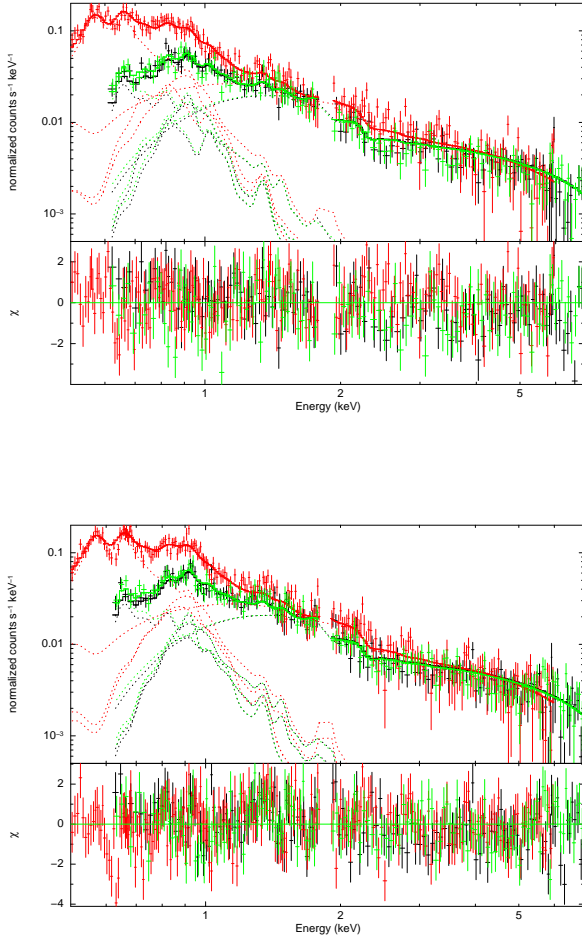 0.1
0.01
10⁻³
normalized counts s⁻¹ keV⁻¹
2
0
−2
χ
1 2 5
Energy (keV)
0.1
0.01
10⁻³
normalized counts s⁻¹ keV⁻¹
2
0
−2
−4
χ
1 2 5
Energy (keV)